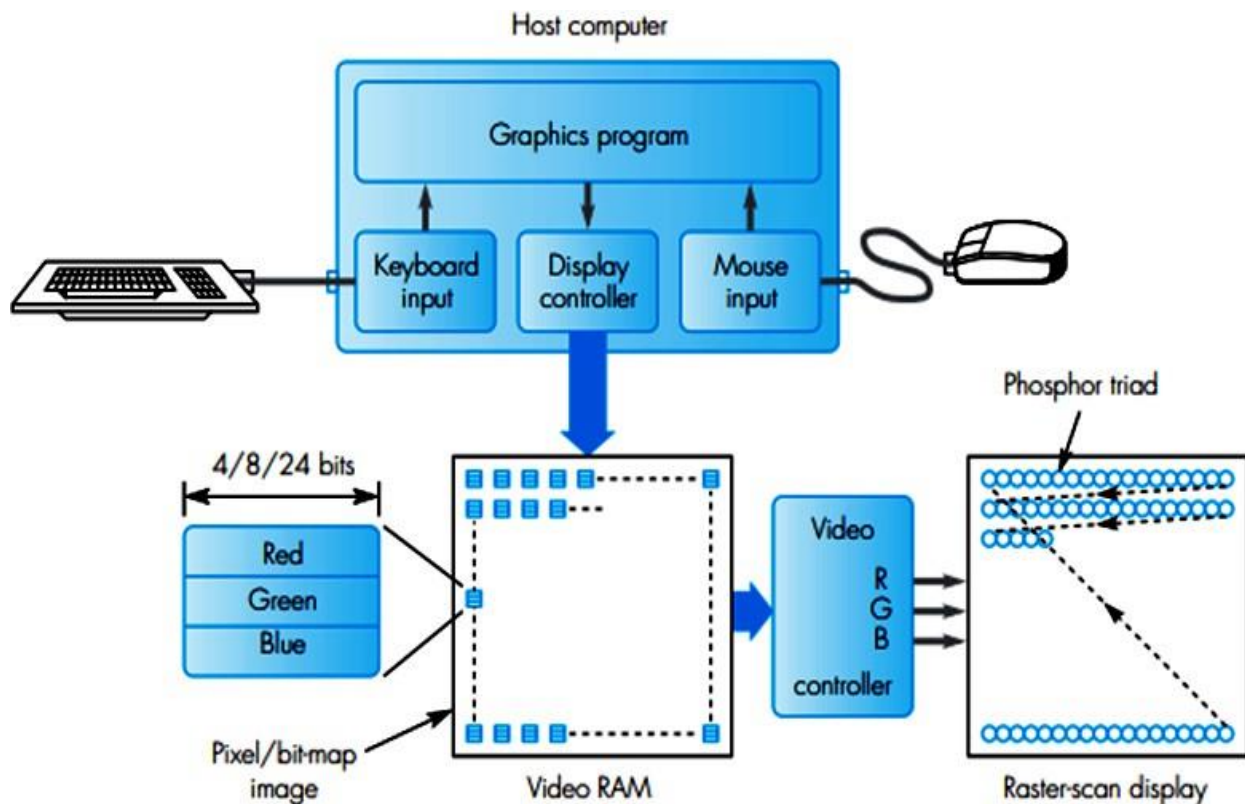 Host computer
Graphics program
Keyboard
input
Display
controller
Mouse
input
Phosphor triad
4/8/24 bits
Red
Green
Blue
Video
R
G
B
controller
Pixel/bit-map
image
Video RAM
Raster-scan display